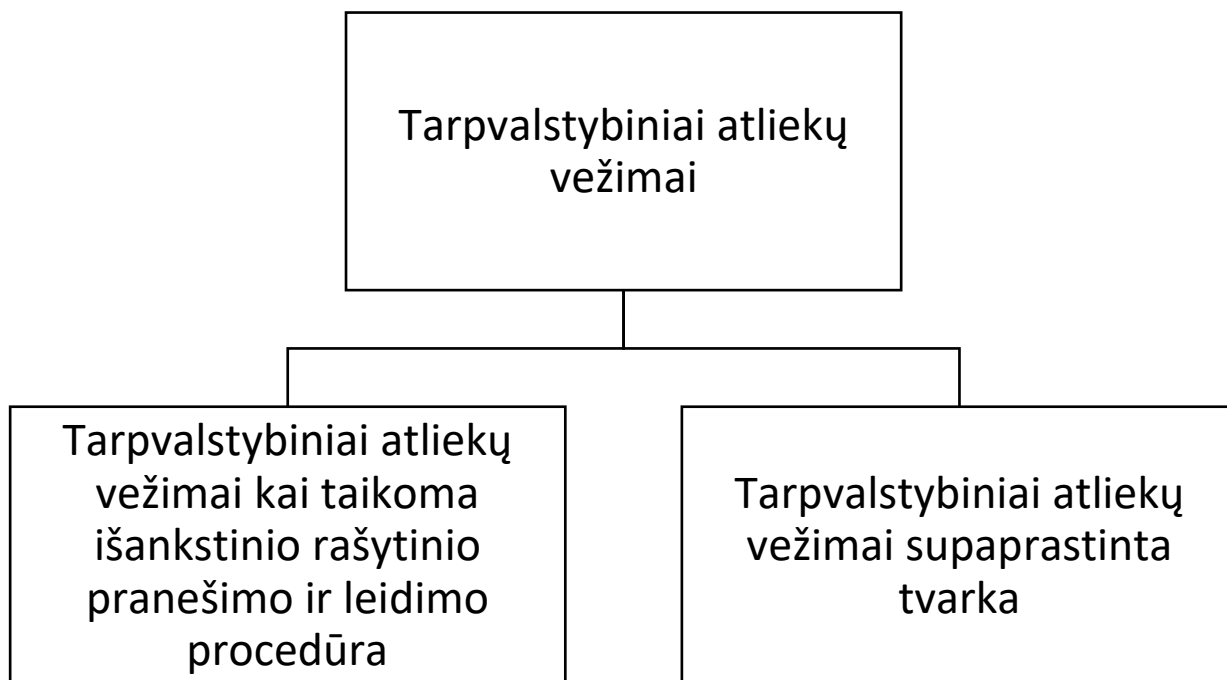 Tarpvalstybiniai atliekų
vežimai
Tarpvalstybiniai atliekų
vežimai kai taikoma
išankstinio rašytinio
pranešimo ir leidimo
procedūra
Tarpvalstybiniai atliekų
vežimai supaprastinta
tvarka